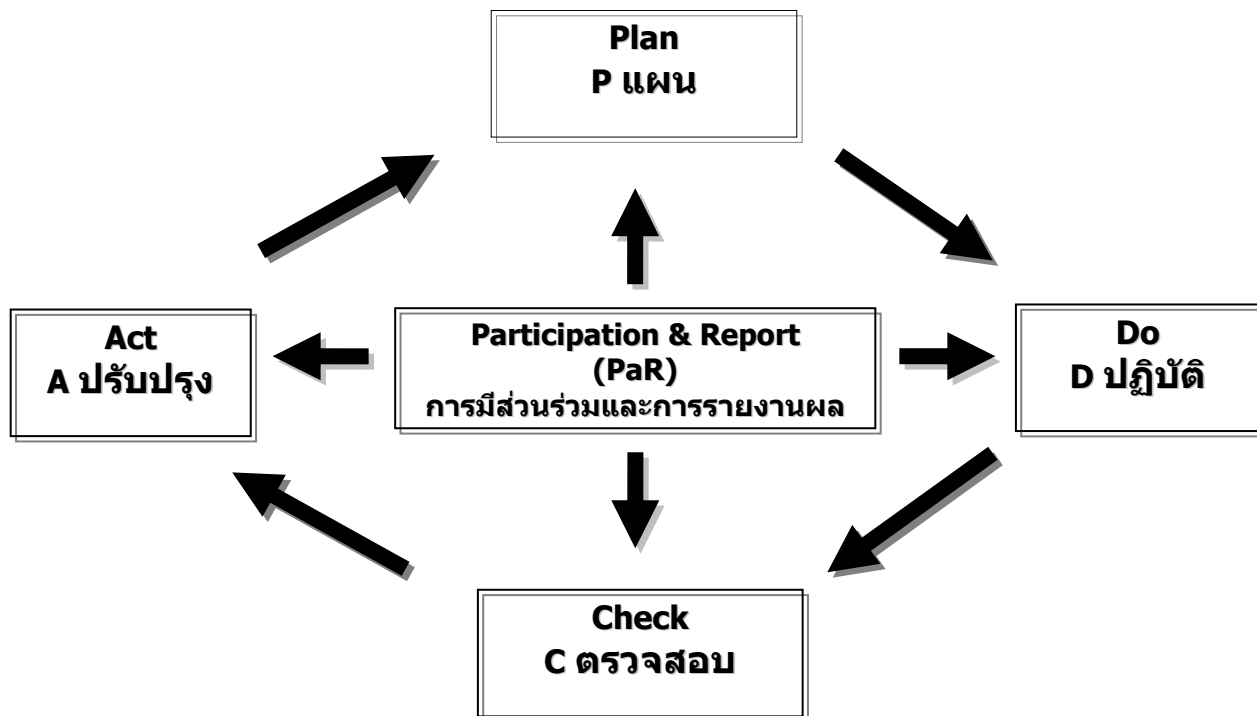 Plan
P แผน
Act
A ปรับปรุง
Participation & Report
(PaR)
การมีส่วนร่วมและการรายงานผล
Do
D ปฏิบัติ
Check
C ตรวจสอบ